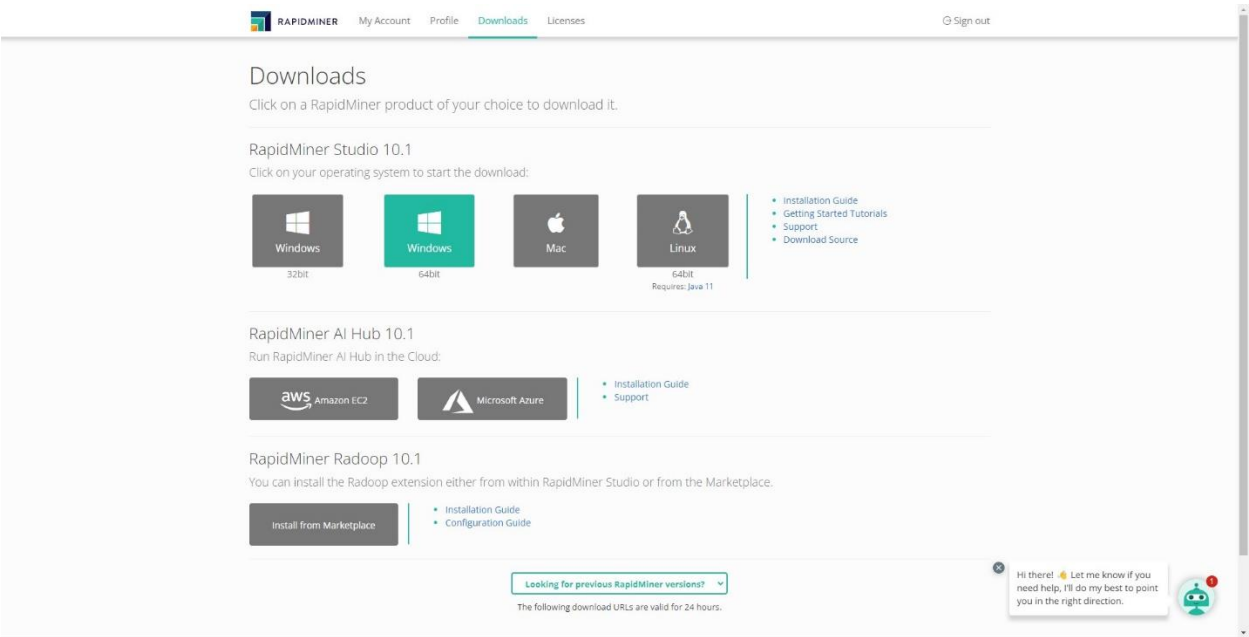 RAPIDMINER My Account Profile Downloads Licenses Sign out
Downloads
Click on a RapidMiner product of your choice to download it.
RapidMiner Studio 10.1
Click on your operating system to start the download:
Windows
32bit
Windows
64bit
Mac
Linux
64bit
Requires: Java 11
Installation Guide
Getting Started Tutorials
Support
Download Source
RapidMiner AI Hub 10.1
Run RapidMiner AI Hub in the Cloud:
aws Amazon EC2
Microsoft Azure
Installation Guide
Support
RapidMiner Radoop 10.1
You can install the Radoop extension either from within RapidMiner Studio or from the Marketplace.
Install from Marketplace
Installation Guide
Configuration Guide
Looking for previous RapidMiner versions?
The following download URLs are valid for 24 hours.
Hi there! 👋 Let me know if you
need help, I'll do my best to point
you in the right direction.
1